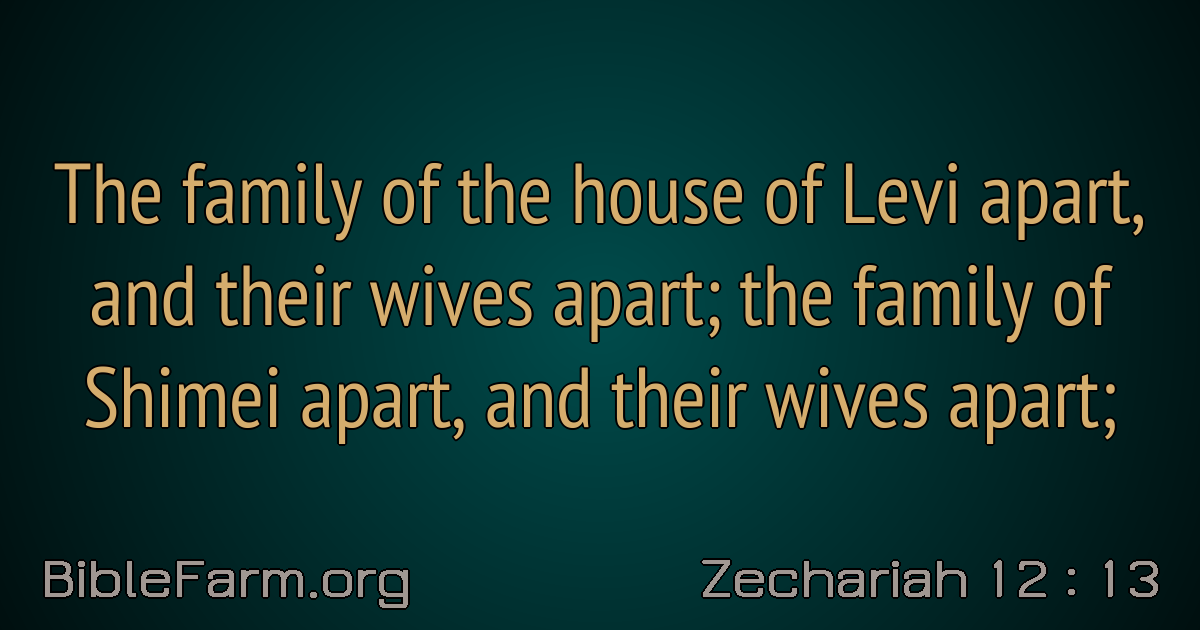 The family of the house of Levi apart,
and their wives apart; the family of
Shimei apart, and their wives apart;
BibleFarm.org
Zechariah 12 : 13